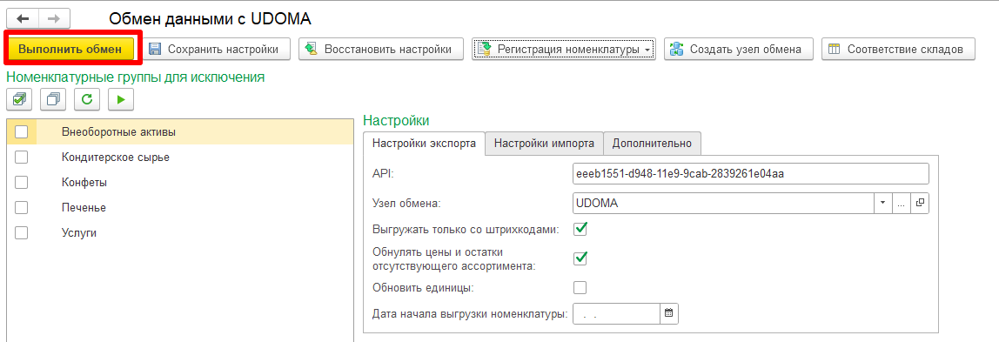 Обмен данными с UDOMA
Выполнить обмен
Сохранить настройки
Восстановить настройки
Регистрация номенклатуры
Создать узел обмена
Соответствие складов
Номенклатурные группы для исключения
Внеоборотные активы
Кондитерское сырье
Конфеты
Печенье
Услуги
Настройки
Настройки экспорта
Настройки импорта
Дополнительно
API:
eeeb1551-d948-11e9-9cab-2839261e04aa
Узел обмена:
UDOMA
...
Выгружать только со штрихкодами:
Обнулять цены и остатки
отсутствующего ассортимента:
Обновить единицы:
Дата начала выгрузки номенклатуры:
. .